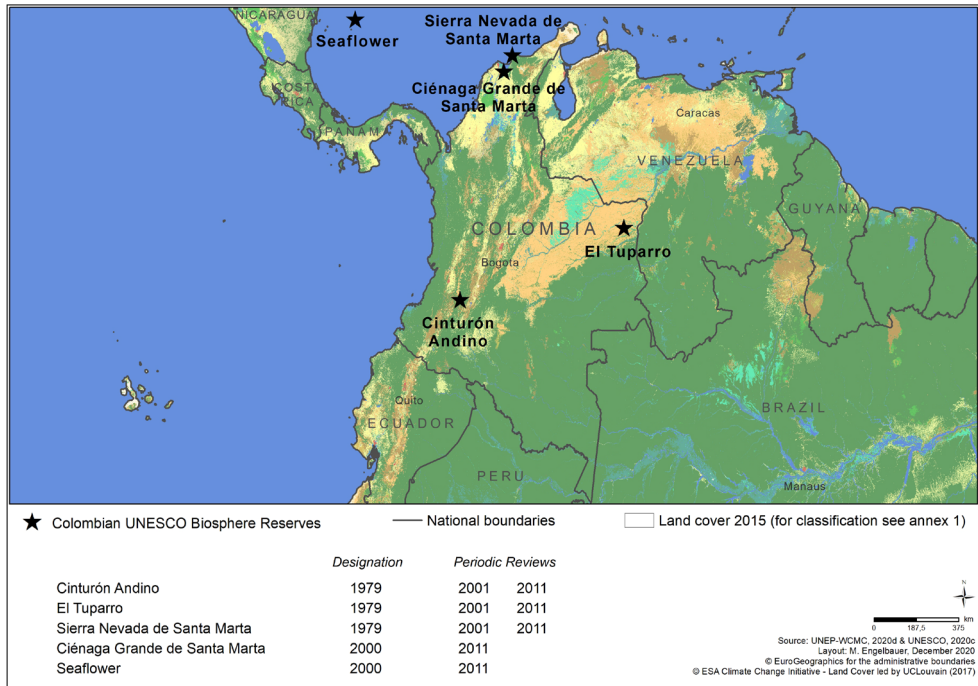 NICARAGUA
Seaflower
Sierra Nevada de
Santa Marta
Ciénaga Grande de
Santa Marta
COSTA
RICA
PANAMA
Caracas
VENEZUELA
GUYANA
COLOMBIA
El Tuparro
Bogota
Cinturón
Andino
Quito
ECUADOR
BRAZIL
PERU
Manaus
Colombian UNESCO Biosphere Reserves
National boundaries
Land cover 2015 (for classification see annex 1)
Designation Periodic Reviews
Cinturón Andino 1979 2001 2011
El Tuparro 1979 2001 2011
Sierra Nevada de Santa Marta 1979 2001 2011
Ciénaga Grande de Santa Marta 2000 2011
Seaflower 2000 2011
N
km
0 187,5 375
Source: UNEP-WCMC, 2020d & UNESCO, 2020c
Layout: M. Engelbauer, December 2020
© EuroGeographics for the administrative boundaries
© ESA Climate Change Initiative - Land Cover led by UCLouvain (2017)